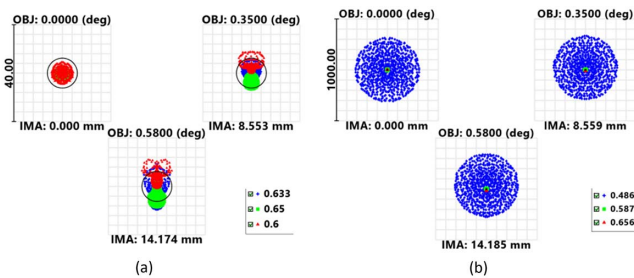 OBJ: 0.0000 (deg)
OBJ: 0.3500 (deg)
40.00
IMA: 0.000 mm
IMA: 8.553 mm
OBJ: 0.5800 (deg)
0.633
0.65
0.6
IMA: 14.174 mm
(a)
OBJ: 0.0000 (deg)
OBJ: 0.3500 (deg)
1000.00
IMA: 0.000 mm
IMA: 8.559 mm
OBJ: 0.5800 (deg)
0.486
0.587
0.656
IMA: 14.185 mm
(b)